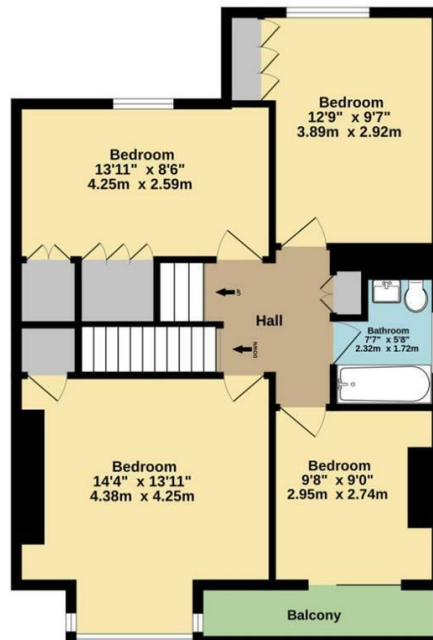 Bedroom
12'9" x 9'7"
3.89m x 2.92m
Bedroom
13'11" x 8'6"
4.25m x 2.59m
UP
Hall
DOWN
Bathroom
7'7" x 5'8"
2.32m x 1.72m
Bedroom
14'4" x 13'11"
4.38m x 4.25m
Bedroom
9'8" x 9'0"
2.95m x 2.74m
Balcony